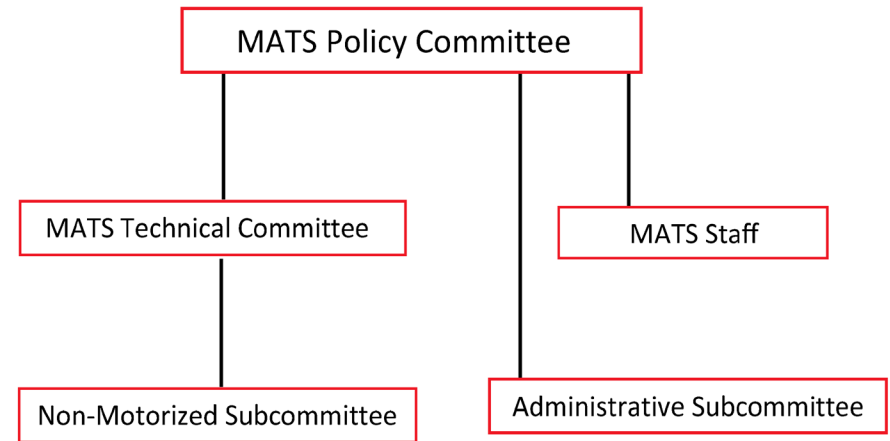 MATS Policy Committee
MATS Technical Committee
MATS Staff
Non-Motorized Subcommittee
Administrative Subcommittee